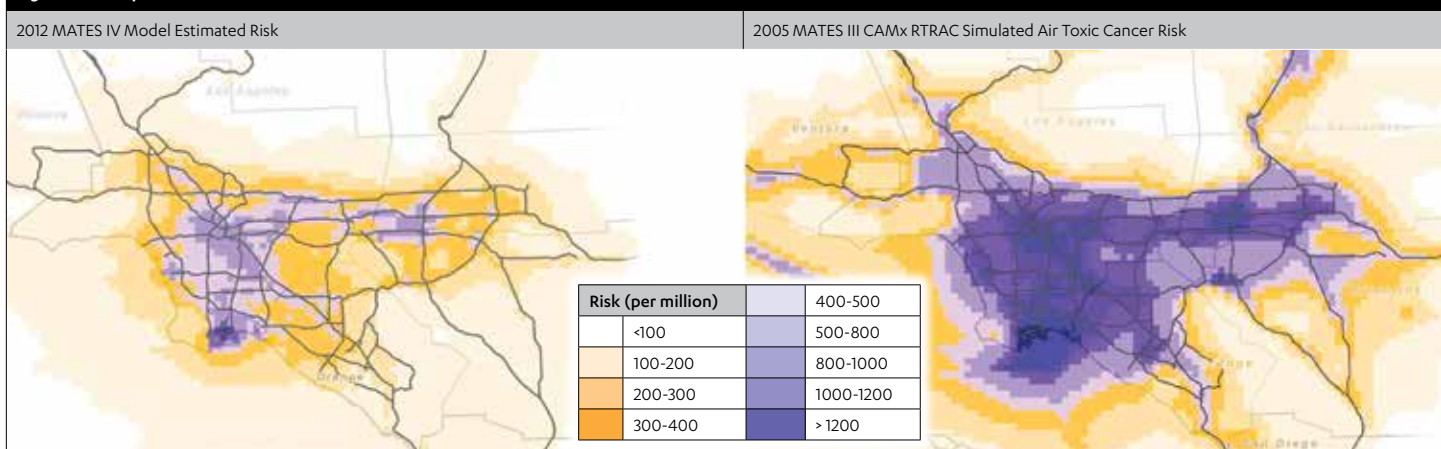 2012 MATES IV Model Estimated Risk
2005 MATES III CAMx RTRAC Simulated Air Toxic Cancer Risk
Ventura
Los Angeles
Orange
Ventura
Los Angeles
San Diego
Risk (per million)
<100
100-200
200-300
300-400
400-500
500-800
800-1000
1000-1200
> 1200